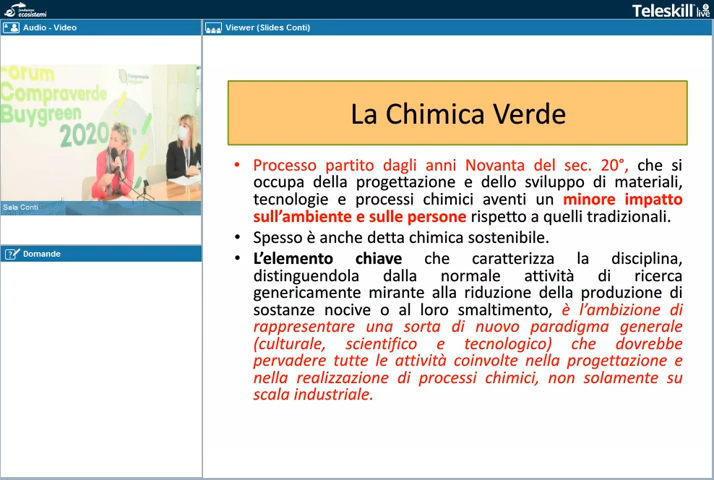 fondazione
ecosistemi
Teleskill live
Audio - Video
Viewer (Slides Conti)
Forum
Compraverde
Buygreen
2020
Compraverde
Buygreen
Sala Conti
Domande
La Chimica Verde
• Processo partito dagli anni Novanta del sec. 20°, che si
occupa della progettazione e dello sviluppo di materiali,
tecnologie e processi chimici aventi un minore impatto
sull'ambiente e sulle persone rispetto a quelli tradizionali.
• Spesso è anche detta chimica sostenibile.
• L'elemento chiave che caratterizza la disciplina,
distinguendola dalla normale attività di ricerca
genericamente mirante alla riduzione della produzione di
sostanze nocive o al loro smaltimento, è l'ambizione di
rappresentare una sorta di nuovo paradigma generale
(culturale, scientifico e tecnologico) che dovrebbe
pervadere tutte le attività coinvolte nella progettazione e
nella realizzazione di processi chimici, non solamente su
scala industriale.